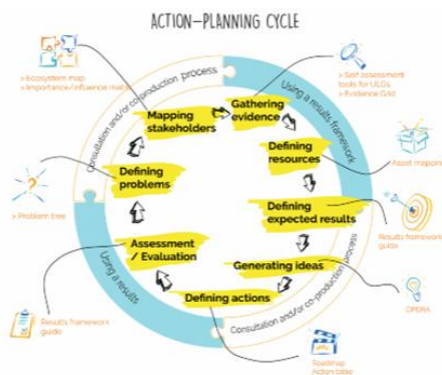 ACTION-PLANNING CYCLE
> Ecosystem map
> Importance/influence matrix
> Self assessment
tools for ULGs
> Evidence Grid
Consultation and/or co-production process
Using a results framework
Mapping
stakeholders
Gathering
evidence
Defining
resources
Asset mapping
Defining
problems
> Problem tree
Defining
expected results
Results framework
guide
Assessment
/ Evaluation
Generating ideas
OPERA
Defining actions
Using a results
Consultation and/or co-production process
Results framework
guide
Roadmap
Action table